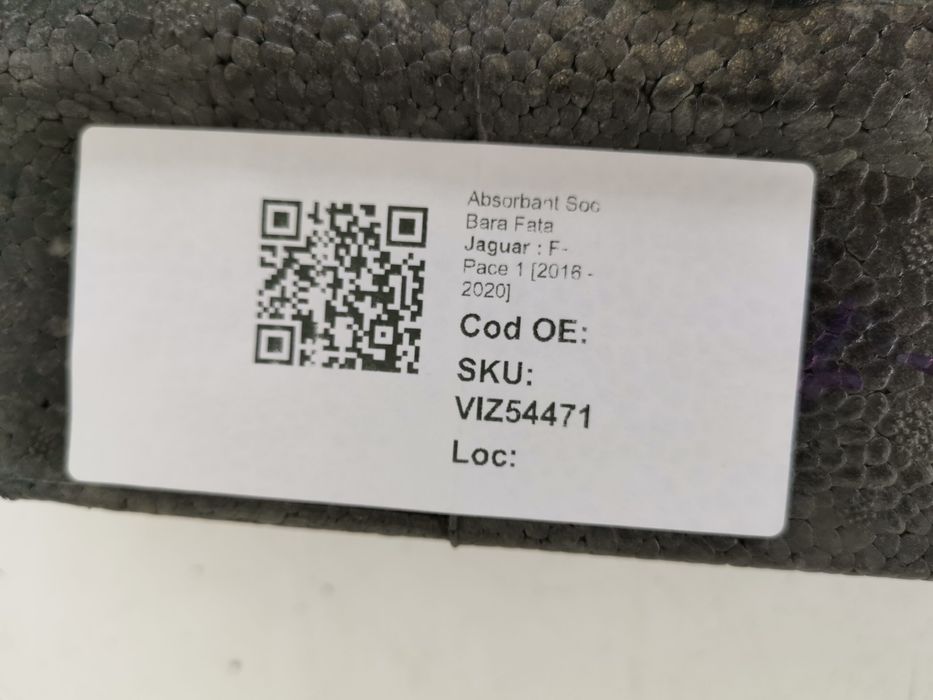 Absorbant Soc
Bara Fata
Jaguar : F-
Pace 1 [2016 -
2020]
Cod OE:
SKU:
VIZ54471
Loc: